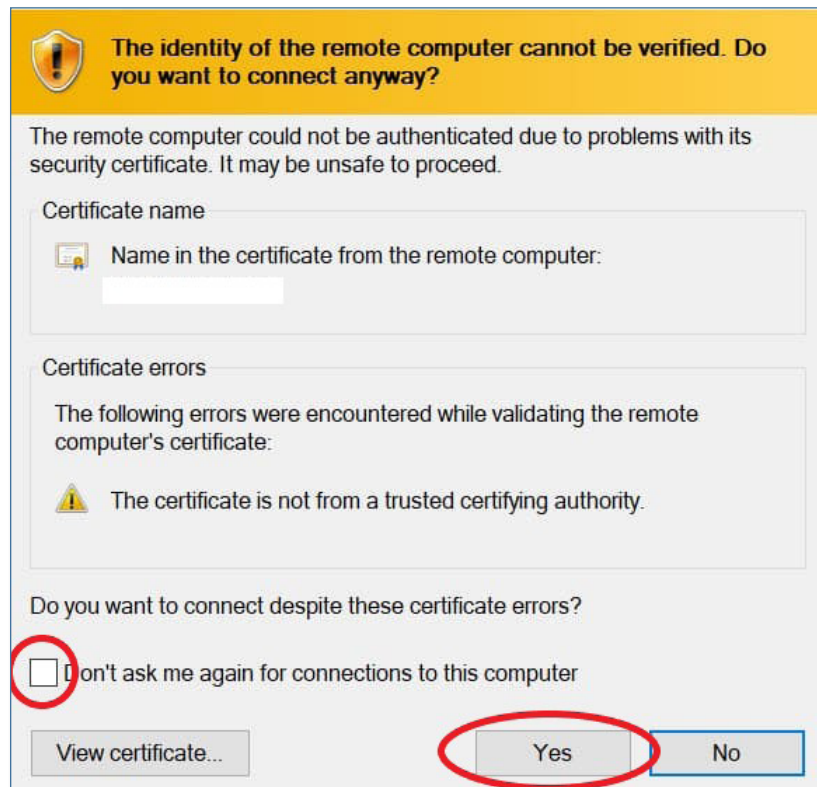 The identity of the remote computer cannot be verified. Do
you want to connect anyway?
The remote computer could not be authenticated due to problems with its
security certificate. It may be unsafe to proceed.
Certificate name
Name in the certificate from the remote computer:
Certificate errors
The following errors were encountered while validating the remote
computer's certificate:
The certificate is not from a trusted certifying authority.
Do you want to connect despite these certificate errors?
Don't ask me again for connections to this computer
View certificate...
Yes
No